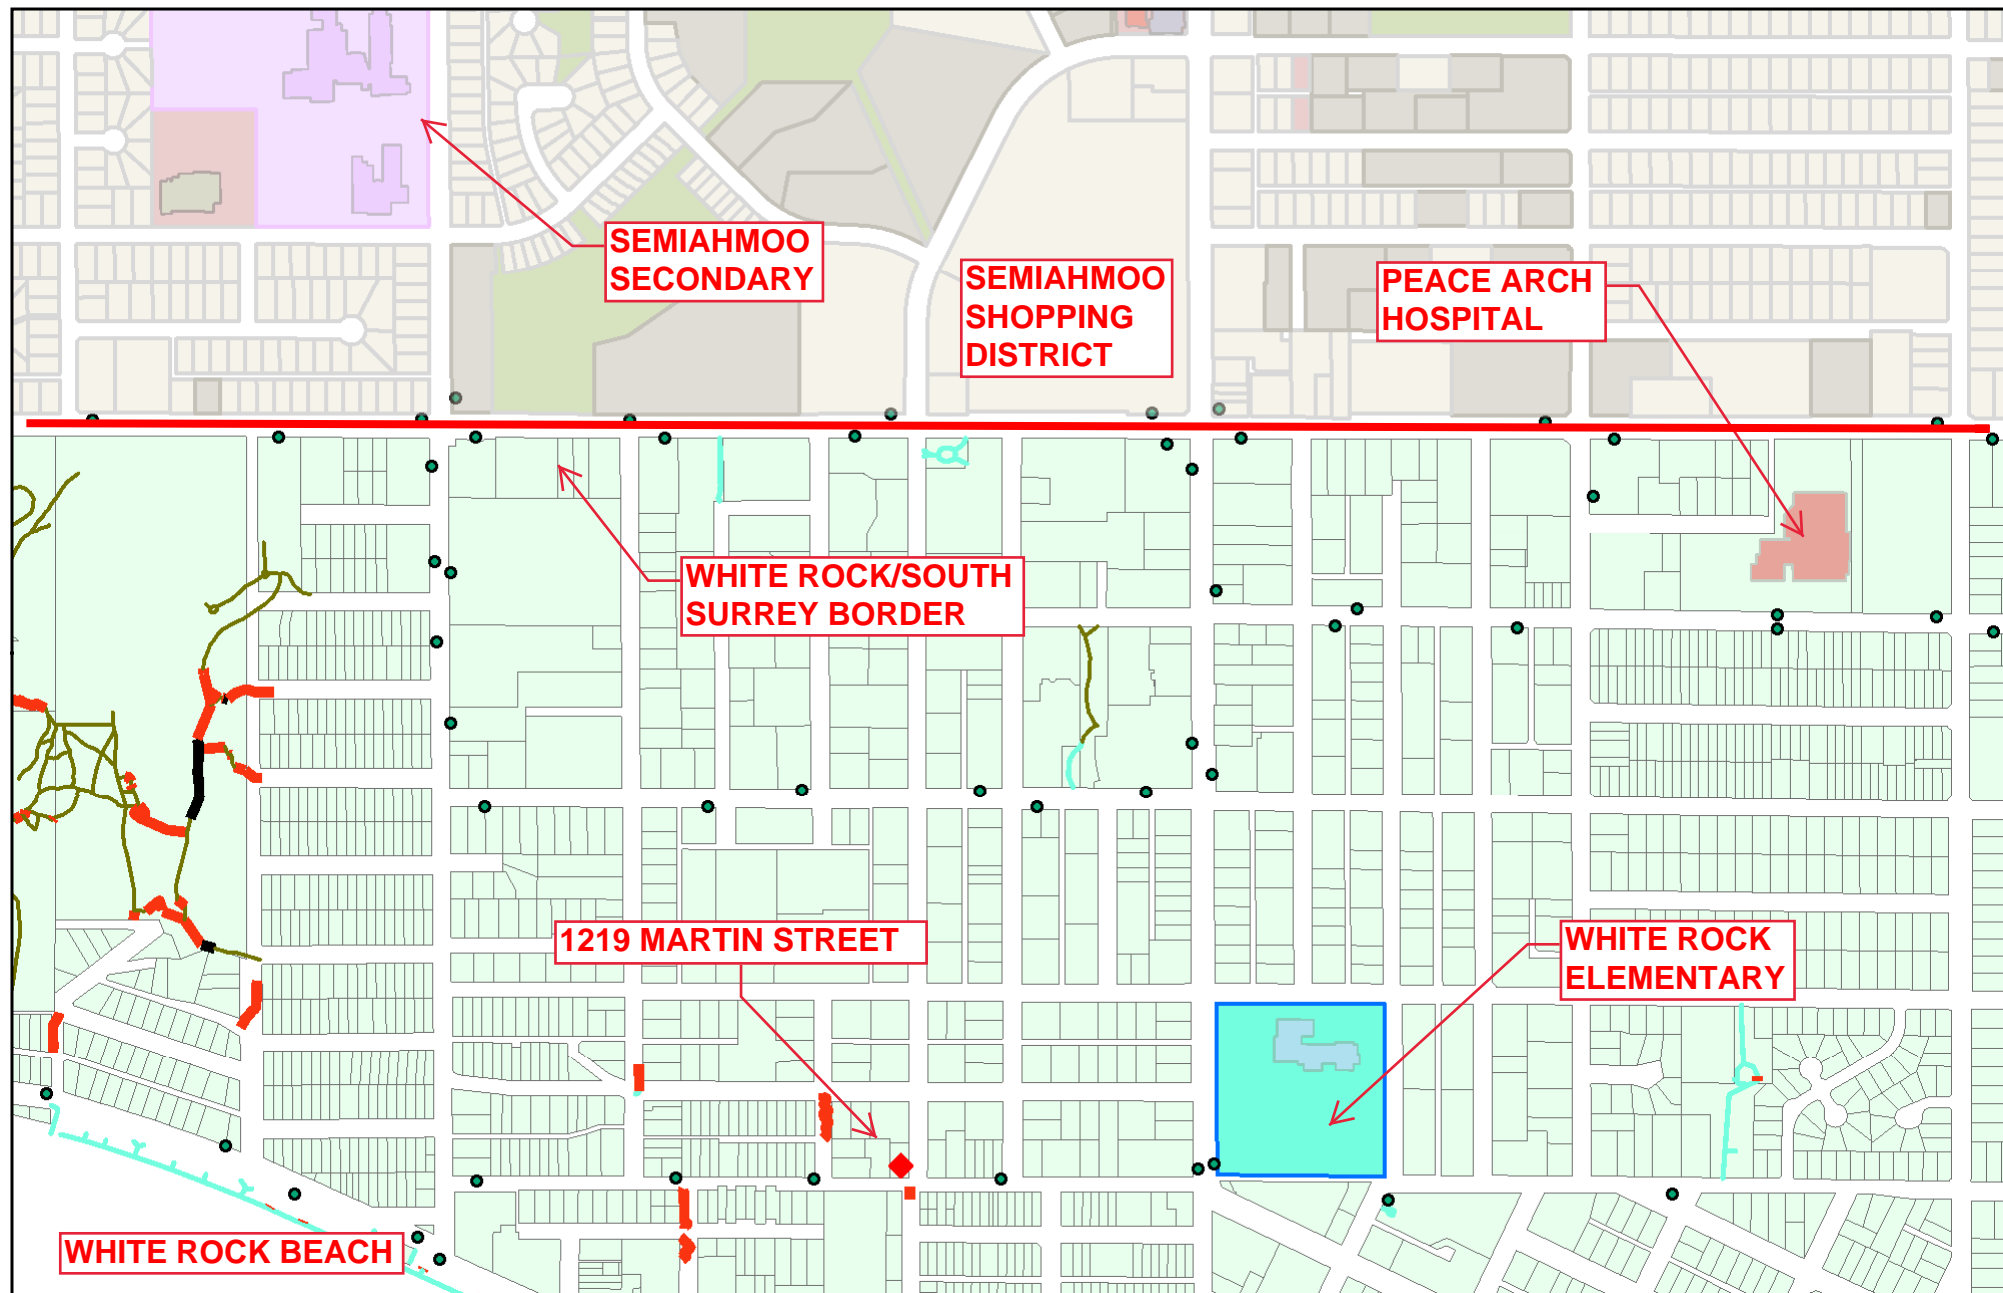 SEMIAHMOO
SECONDARY
SEMIAHMOO
SHOPPING
DISTRICT
PEACE ARCH
HOSPITAL
WHITE ROCK/SOUTH
SURREY BORDER
1219 MARTIN STREET
WHITE ROCK
ELEMENTARY
WHITE ROCK BEACH